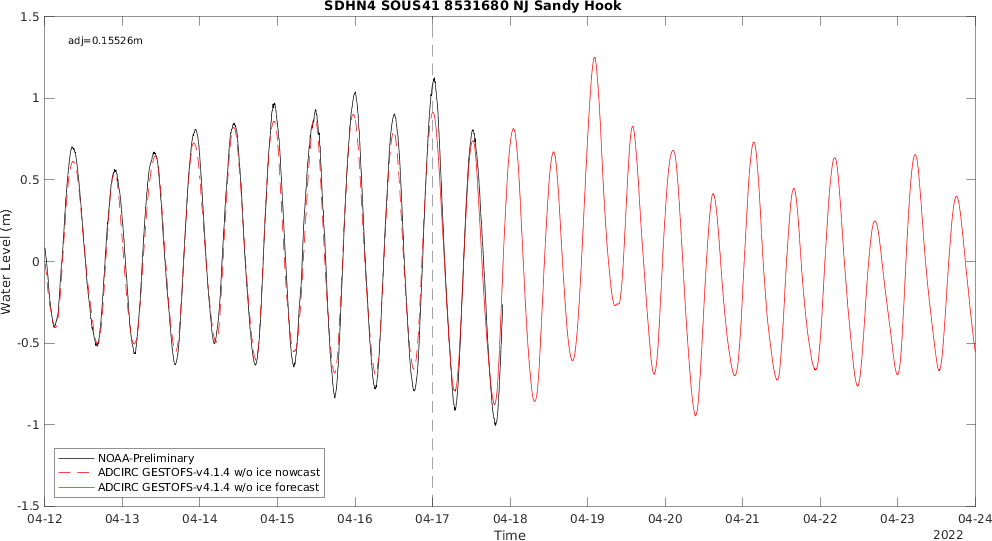 SDHN4 SOUS41 8531680 NJ Sandy Hook
adj=0.15526m
1.5
1
0.5
0
-0.5
-1
-1.5
Water Level (m)
NOAA-Preliminary
ADCIRC GESTOFS-v4.1.4 w/o ice nowcast
ADCIRC GESTOFS-v4.1.4 w/o ice forecast
04-12 04-13 04-14 04-15 04-16 04-17 04-18 04-19 04-20 04-21 04-22 04-23 04-24
Time
2022